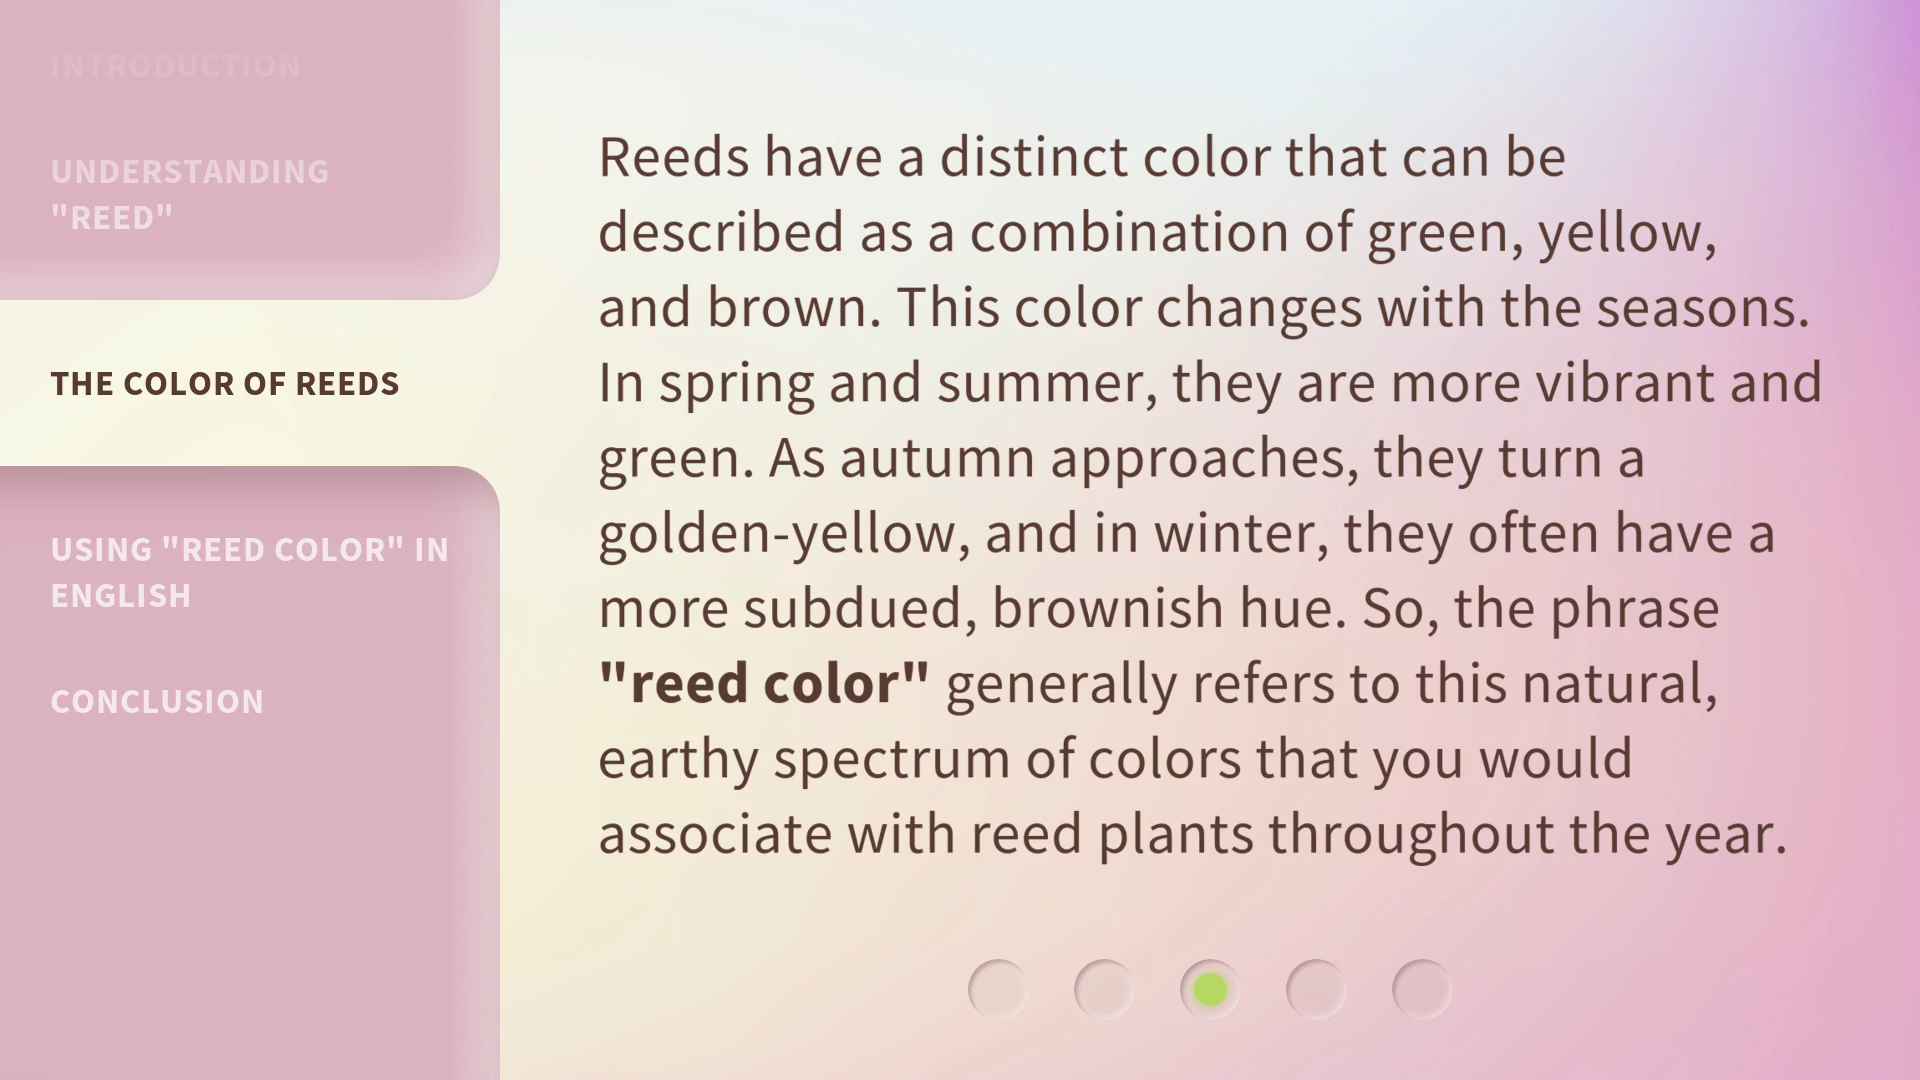 INTRODUCTION
UNDERSTANDING
"REED"
THE COLOR OF REEDS
USING "REED COLOR" IN
ENGLISH
CONCLUSION
Reeds have a distinct color that can be
described as a combination of green, yellow,
and brown. This color changes with the seasons.
In spring and summer, they are more vibrant and
green. As autumn approaches, they turn a
golden-yellow, and in winter, they often have a
more subdued, brownish hue. So, the phrase
"reed color" generally refers to this natural,
earthy spectrum of colors that you would
associate with reed plants throughout the year.